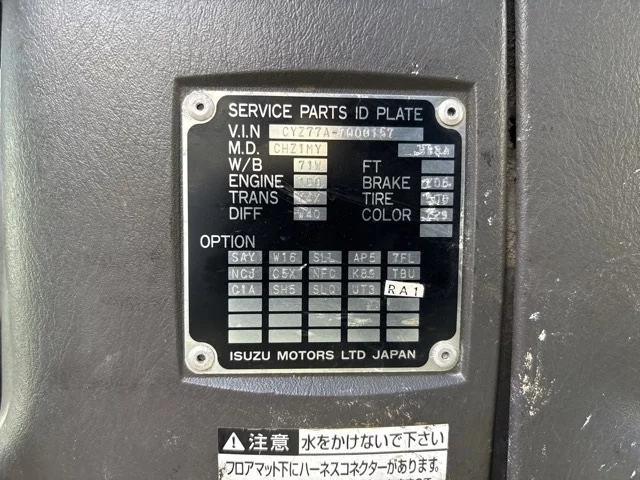 SERVICE PARTS ID PLATE
V.I.N CYZ77A-7000157
M.D. CHZ1MY
W/B 71W FT
ENGINE BRAKE
TRANS TIRE
DIFF W4Q COLOR
OPTION
SAY W16 SLL AP5 7FL
NCJ C5X NFC K89 TBU
C1A SH5 SLQ UT3 RA1
ISUZU MOTORS LTD JAPAN
注意 水をかけないで下さい
フロアマット下にハーネスコネクターがあります。